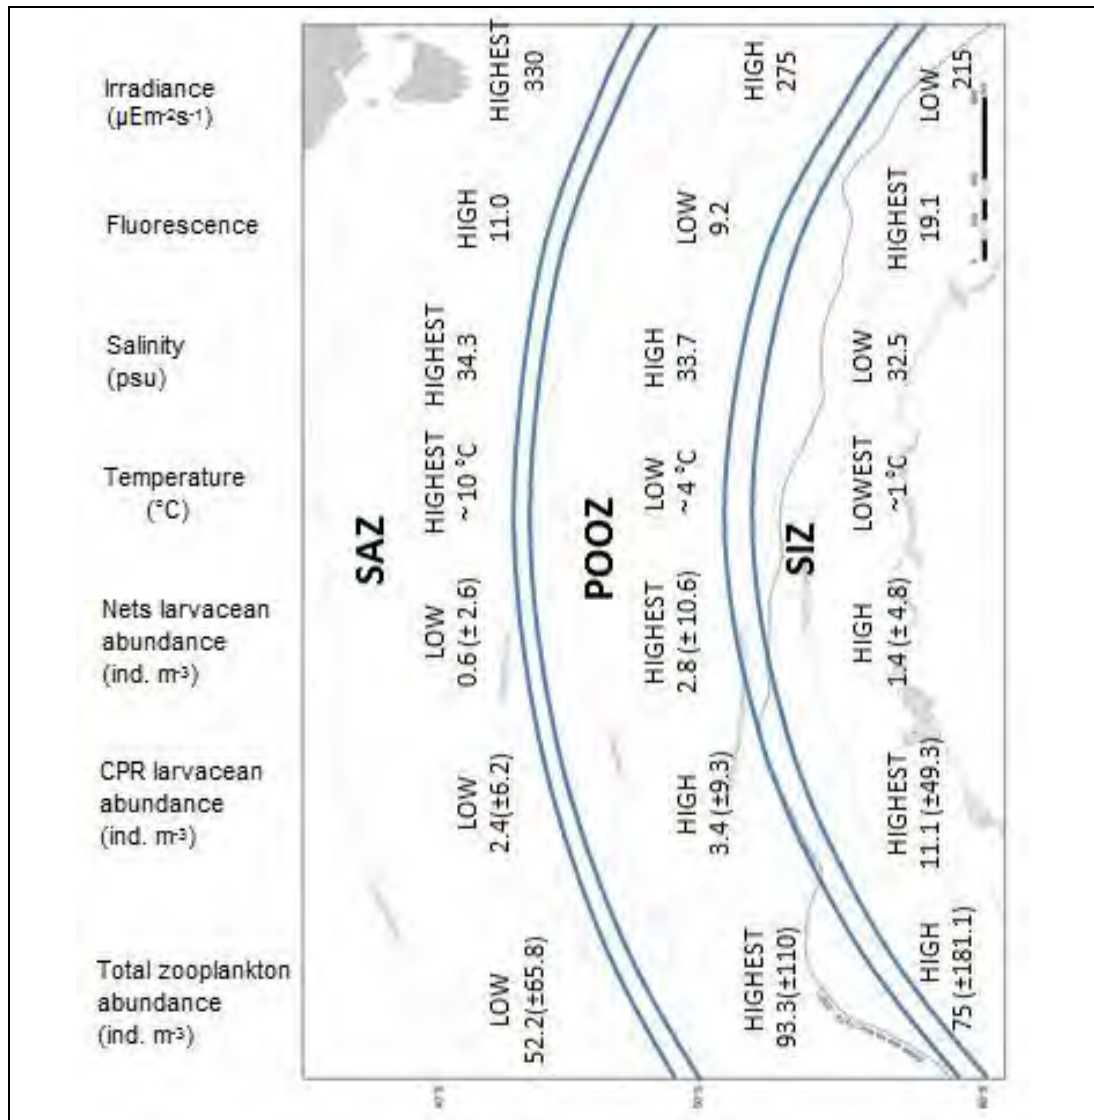 Irradiance
(µEm-2s-1)
HIGHEST
330
HIGH
275
LOW
215
Fluorescence
HIGH
11.0
LOW
9.2
HIGHEST
19.1
Salinity
(psu)
HIGHEST
34.3
HIGH
33.7
LOW
32.5
Temperature
(°C)
HIGHEST
~10 °C
LOW
~4 °C
LOWEST
~1 °C
SAZ
POOZ
SIZ
Nets larvacean
abundance
(ind. m-3)
LOW
0.6 (± 2.6)
HIGHEST
2.8 (± 10.6)
HIGH
1.4 (± 4.8)
CPR larvacean
abundance
(ind. m-3)
LOW
2.4(±6.2)
HIGH
3.4 (±9.3)
HIGHEST
11.1 (±49.3)
Total zooplankton
abundance
(ind. m-3)
LOW
52.2(±65.8)
HIGHEST
93.3(±110)
HIGH
75 (±181.1)